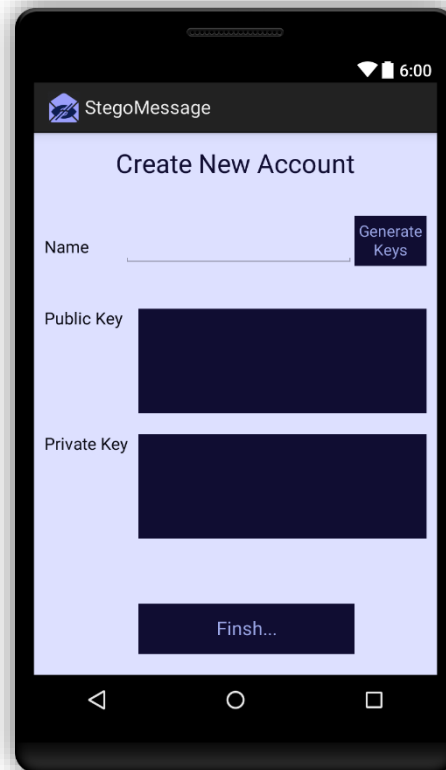 6:00
StegoMessage
Create New Account
Generate
Keys
Name
Public Key
Private Key
Finsh...